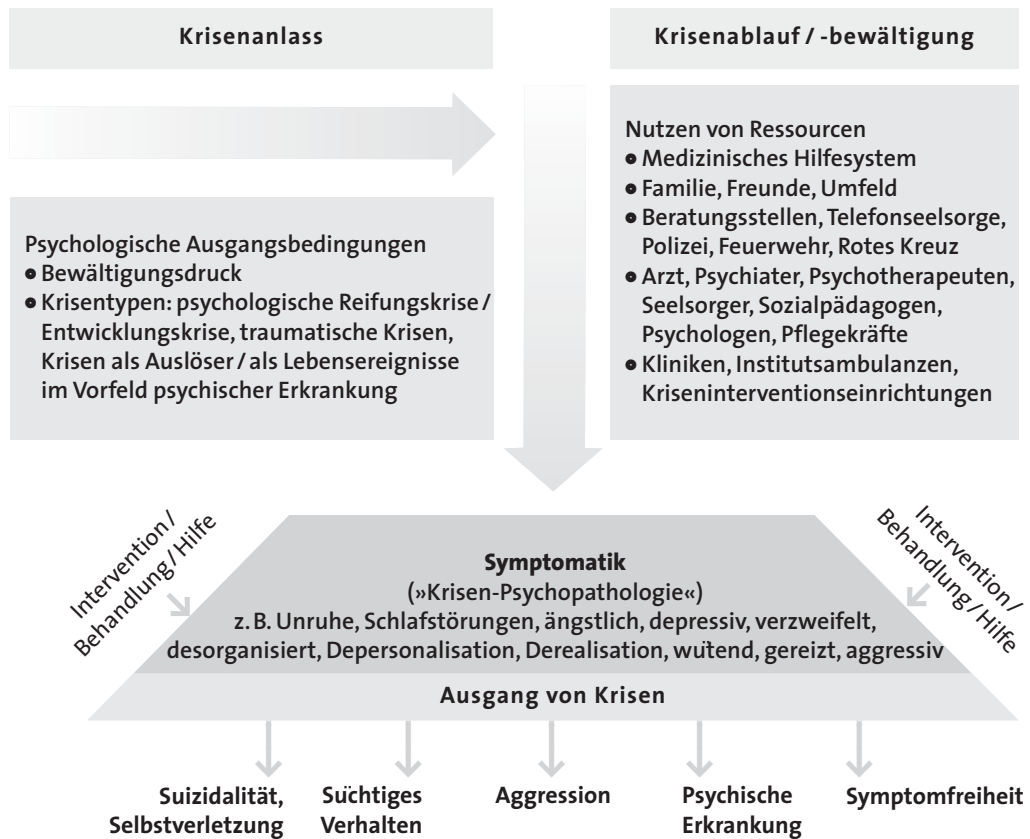 Krisenanlass
Psychologische Ausgangsbedingungen
• Bewältigungsdruck
• Krisentypen: psychologische Reifungskrise /
Entwicklungskrise, traumatische Krisen,
Krisen als Auslöser / als Lebensereignisse
im Vorfeld psychischer Erkrankung
Krisenablauf / -bewältigung
Nutzen von Ressourcen
• Medizinisches Hilfesystem
• Familie, Freunde, Umfeld
• Beratungsstellen, Telefonseelsorge,
Polizei, Feuerwehr, Rotes Kreuz
• Arzt, Psychiater, Psychotherapeuten,
Seelsorger, Sozialpädagogen,
Psychologen, Pflegekräfte
• Kliniken, Institutsambulanzen,
Kriseninterventionseinrichtungen
Intervention /
Behandlung / Hilfe
Symptomatik
(»Krisen-Psychopathologie«)
z. B. Unruhe, Schlafstörungen, ängstlich, depressiv, verzweifelt,
desorganisiert, Depersonalisation, Derealisation, wütend, gereizt, aggressiv
Intervention /
Behandlung / Hilfe
Ausgang von Krisen
Suizidalität,
Selbstverletzung
Süchtiges
Verhalten
Aggression
Psychische
Erkrankung
Symptomfreiheit